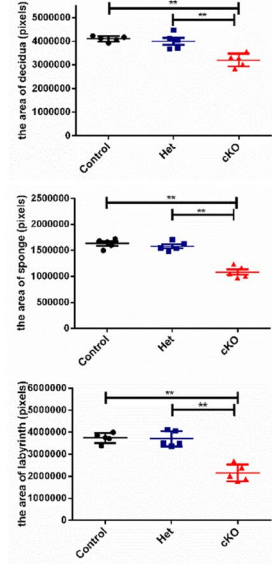 the area of decidua (pixels)
5000000
4000000
3000000
2000000
1000000
0
**
**
Control
Het
cKO
the area of sponge (pixels)
2500000
2000000
1500000
1000000
500000
0
**
**
Control
Het
cKO
the area of labyrinth (pixels)
6000000
5000000
4000000
3000000
2000000
1000000
0
**
**
Control
Het
cKO